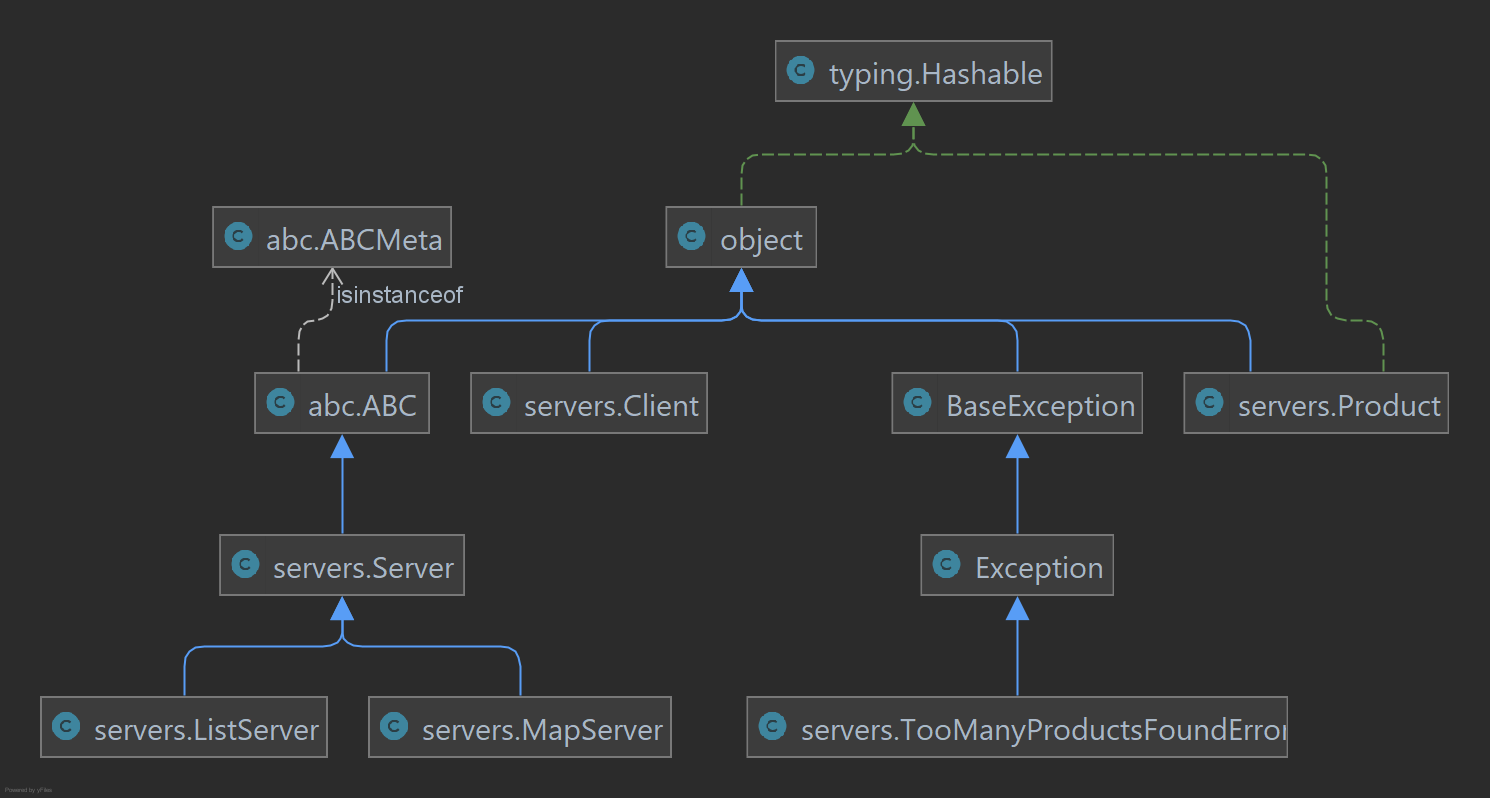 typing.Hashable
abc.ABCMeta
object
isinstanceof
abc.ABC
servers.Client
BaseException
servers.Product
servers.Server
Exception
servers.ListServer
servers.MapServer
servers.TooManyProductsFoundError
Powered by yFiles